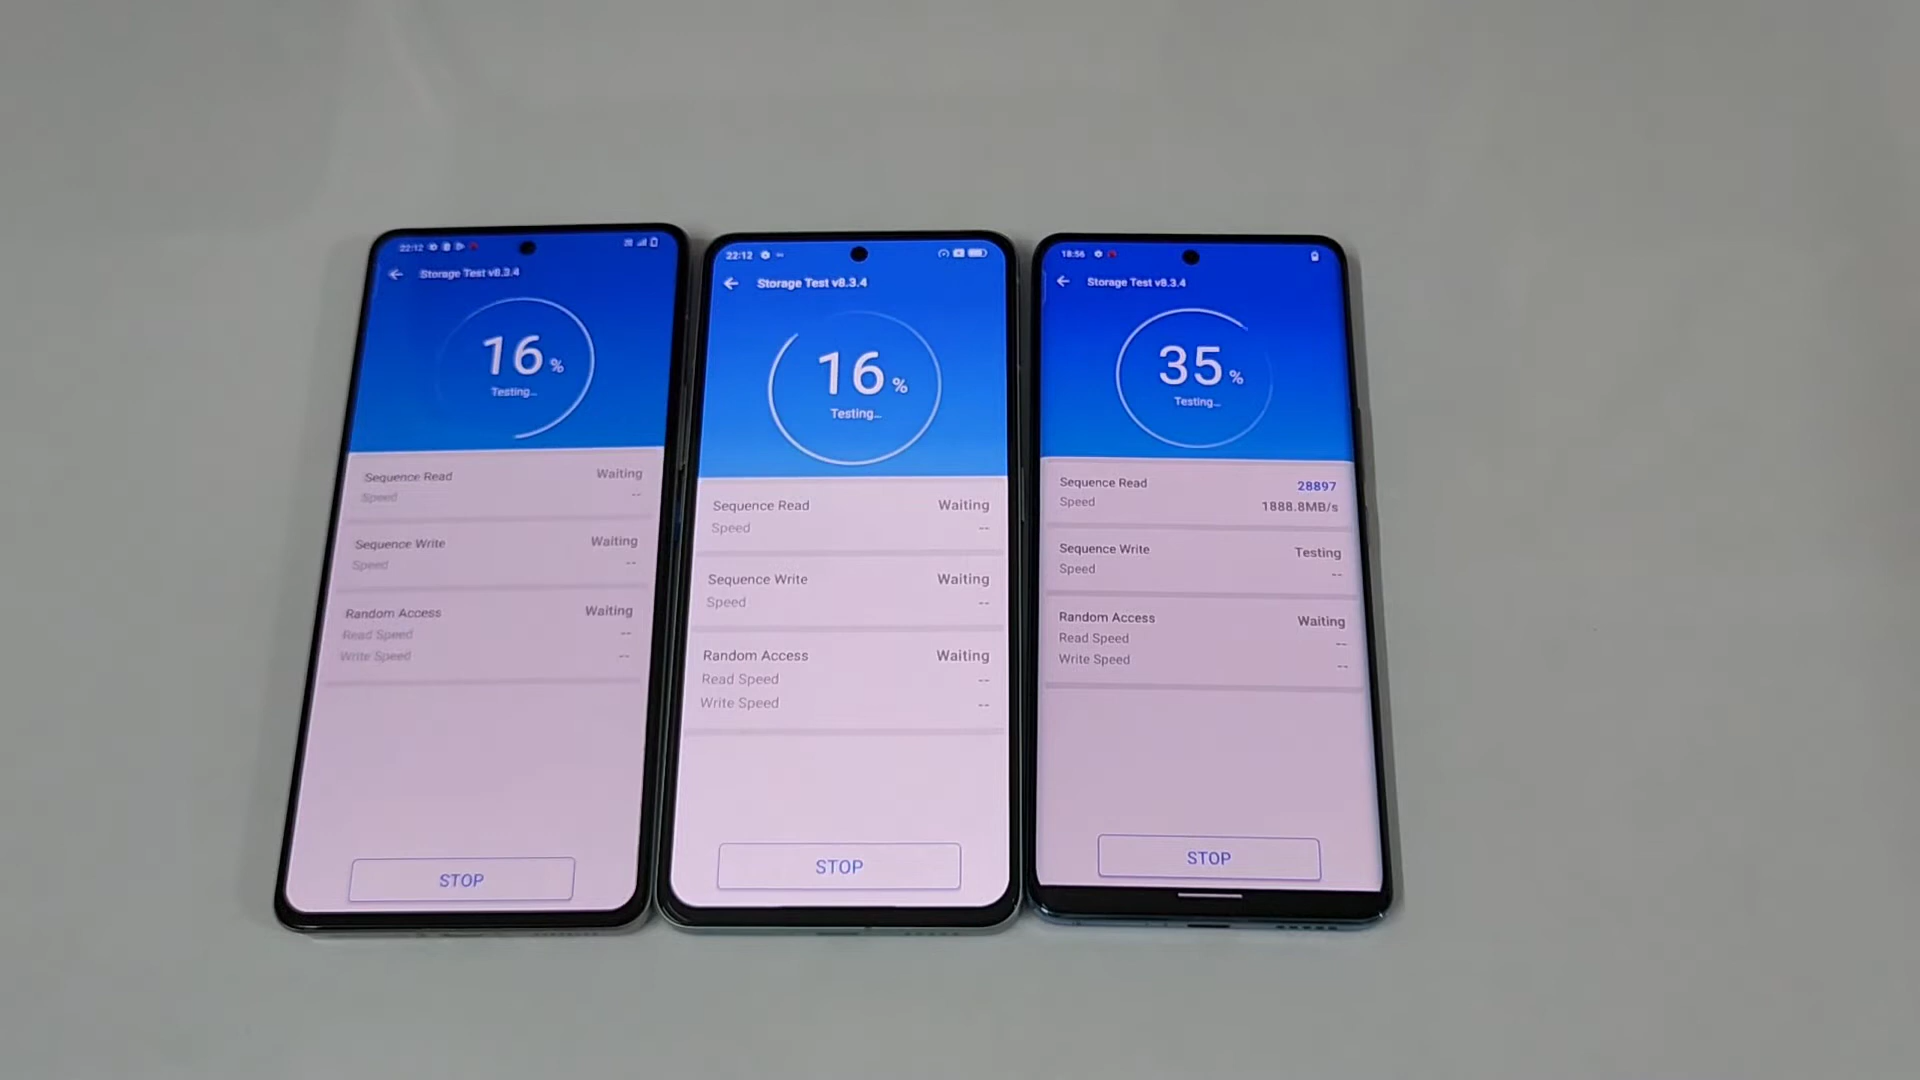 22:12
Storage Test v8.3.4
16 %
Testing...
Sequence Read Waiting
Speed --
Sequence Write Waiting
Speed --
Random Access Waiting
Read Speed --
Write Speed --
STOP
22:12
Storage Test v8.3.4
16 %
Testing...
Sequence Read Waiting
Speed --
Sequence Write Waiting
Speed --
Random Access Waiting
Read Speed --
Write Speed --
STOP
18:56
Storage Test v8.3.4
35 %
Testing...
Sequence Read 28897
Speed 1888.8MB/s
Sequence Write Testing
Speed --
Random Access Waiting
Read Speed --
Write Speed --
STOP